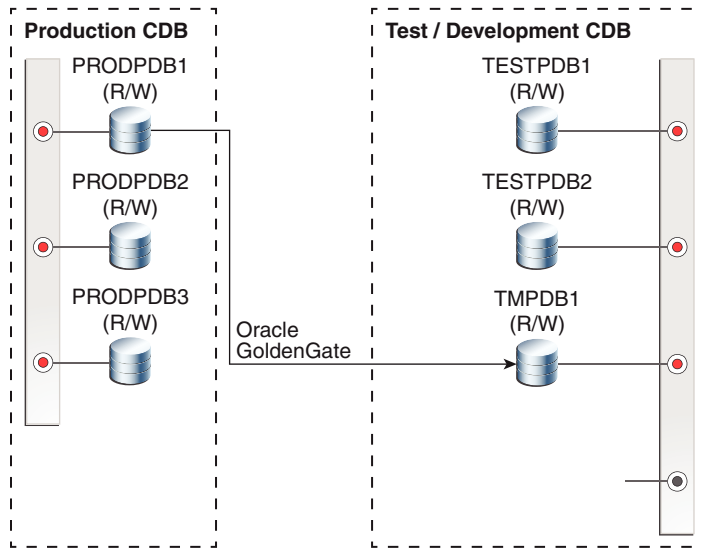 Production CDB
PRODPDB1
(R/W)
PRODPDB2
(R/W)
PRODPDB3
(R/W)
Oracle
GoldenGate
Test / Development CDB
TESTPDB1
(R/W)
TESTPDB2
(R/W)
TMPDB1
(R/W)